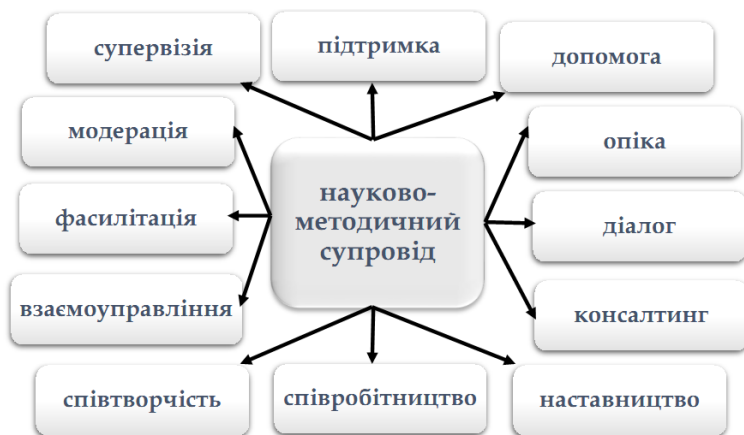 супервізія
підтримка
допомога
модерація
опіка
науково-
методичний
супровід
фасилітація
діалог
взаємоуправління
консалтинг
співтворчість
співробітництво
наставництво